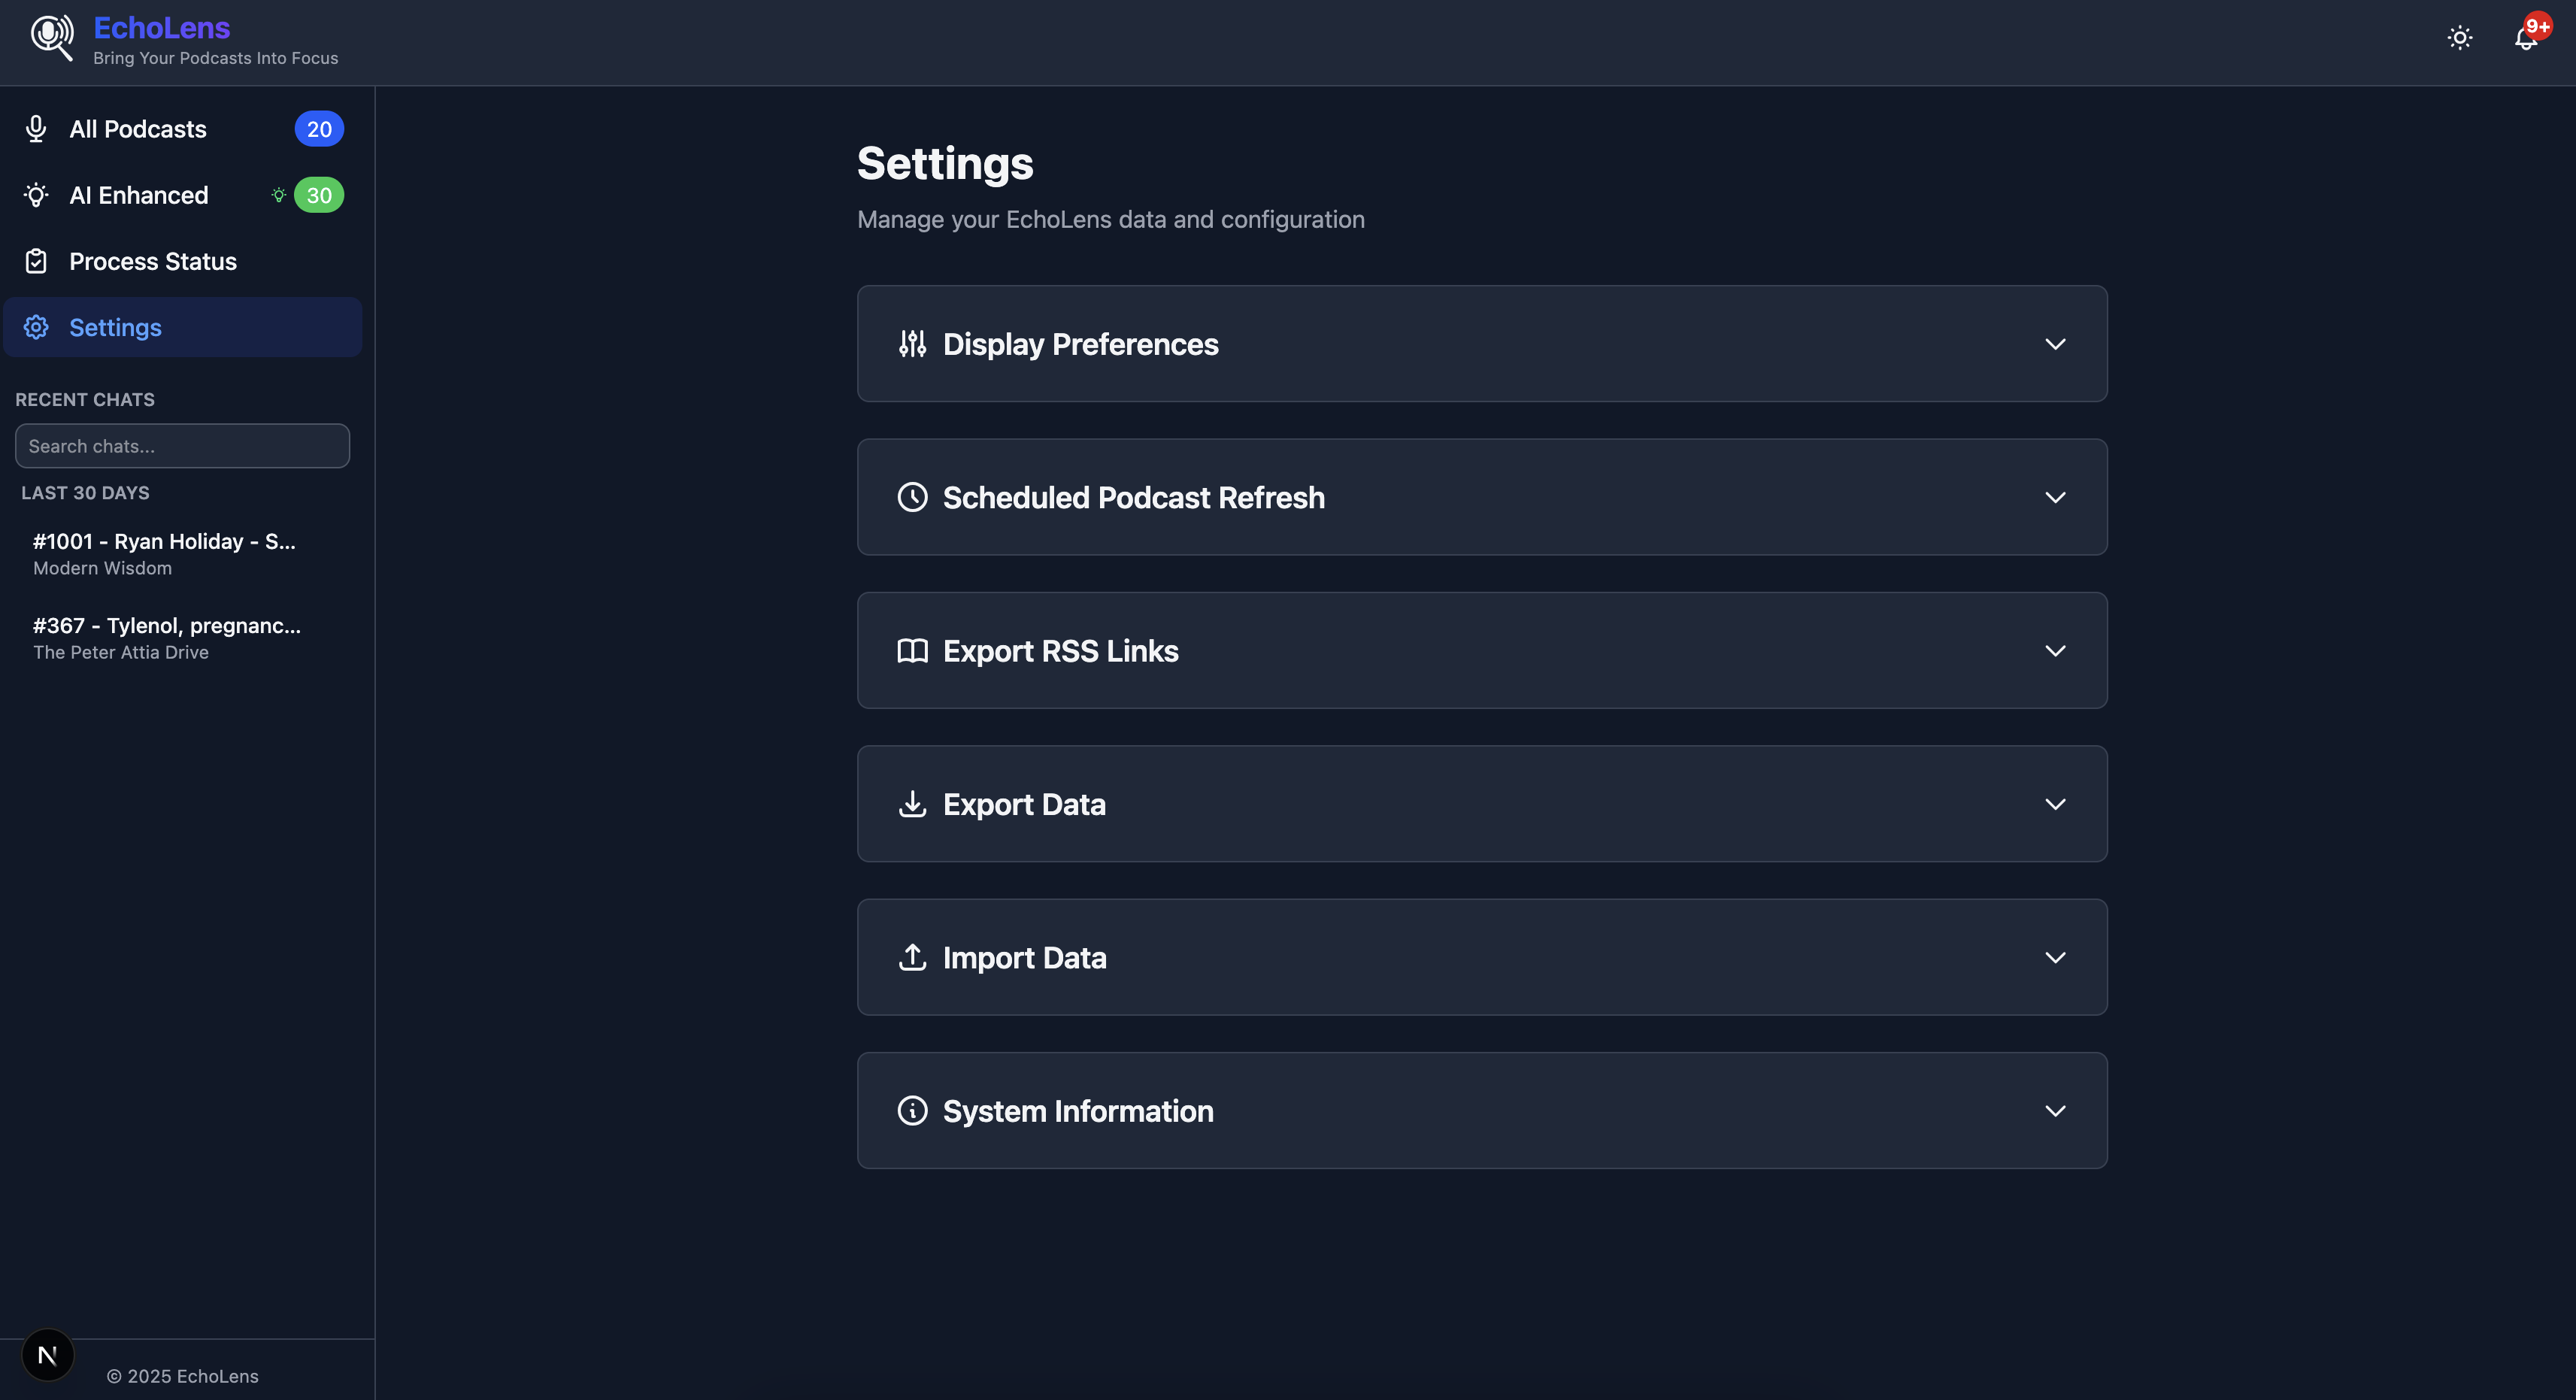 EchoLens
Bring Your Podcasts Into Focus
9+
All Podcasts 20
AI Enhanced 30
Process Status
Settings
RECENT CHATS
Search chats...
LAST 30 DAYS
#1001 - Ryan Holiday - S...
Modern Wisdom
#367 - Tylenol, pregnanc...
The Peter Attia Drive
N
© 2025 EchoLens
Settings
Manage your EchoLens data and configuration
Display Preferences
Scheduled Podcast Refresh
Export RSS Links
Export Data
Import Data
System Information